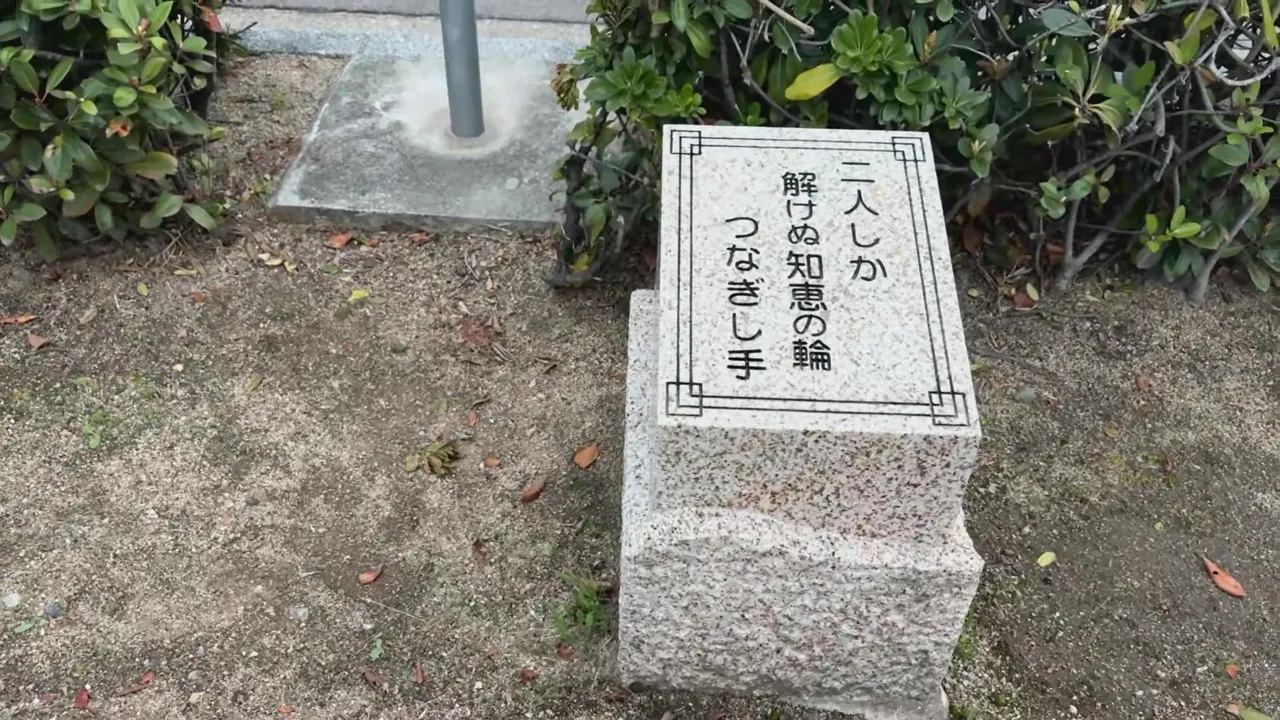 二人しか
解けぬ知恵の輪
つなぎし手